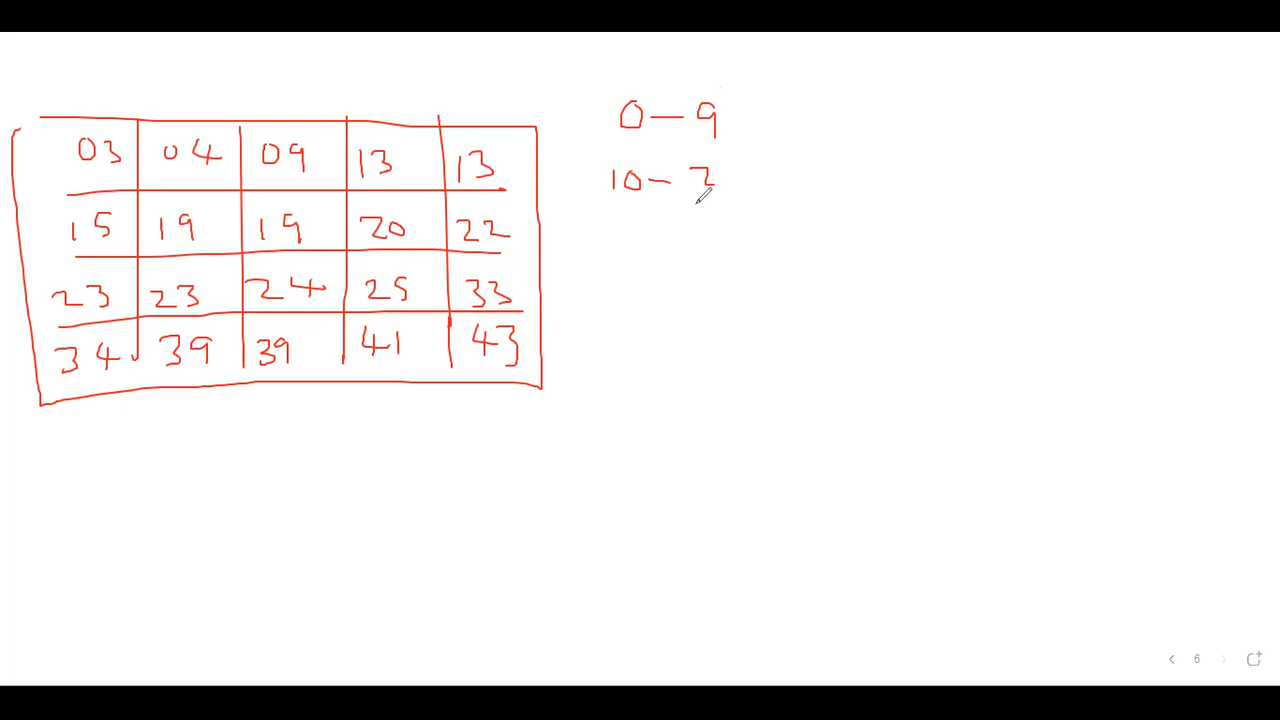 03 04 09 13 13
15 19 19 20 22
23 23 24 25 33
34 39 39 41 43
0-9
10-
6